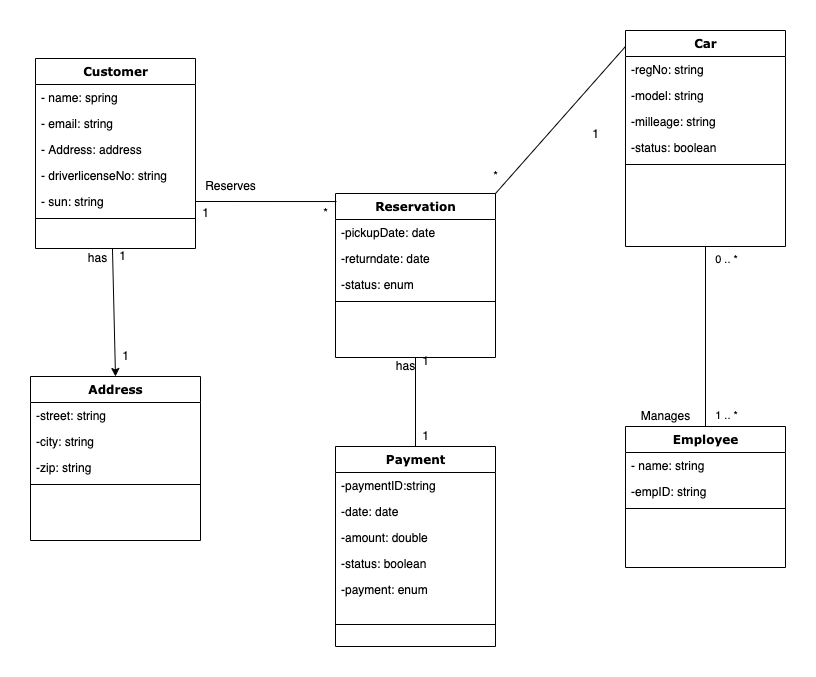 Customer
- name: spring
- email: string
- Address: address
- driverlicenseNo: string
- sun: string
has
1
1
Address
-street: string
-city: string
-zip: string
Reserves
1
*
Reservation
-pickupDate: date
-returndate: date
-status: enum
has
1
1
Payment
-paymentID:string
-date: date
-amount: double
-status: boolean
-payment: enum
*
1
Car
-regNo: string
-model: string
-milleage: string
-status: boolean
0 .. *
Manages
1 .. *
Employee
- name: string
-empID: string